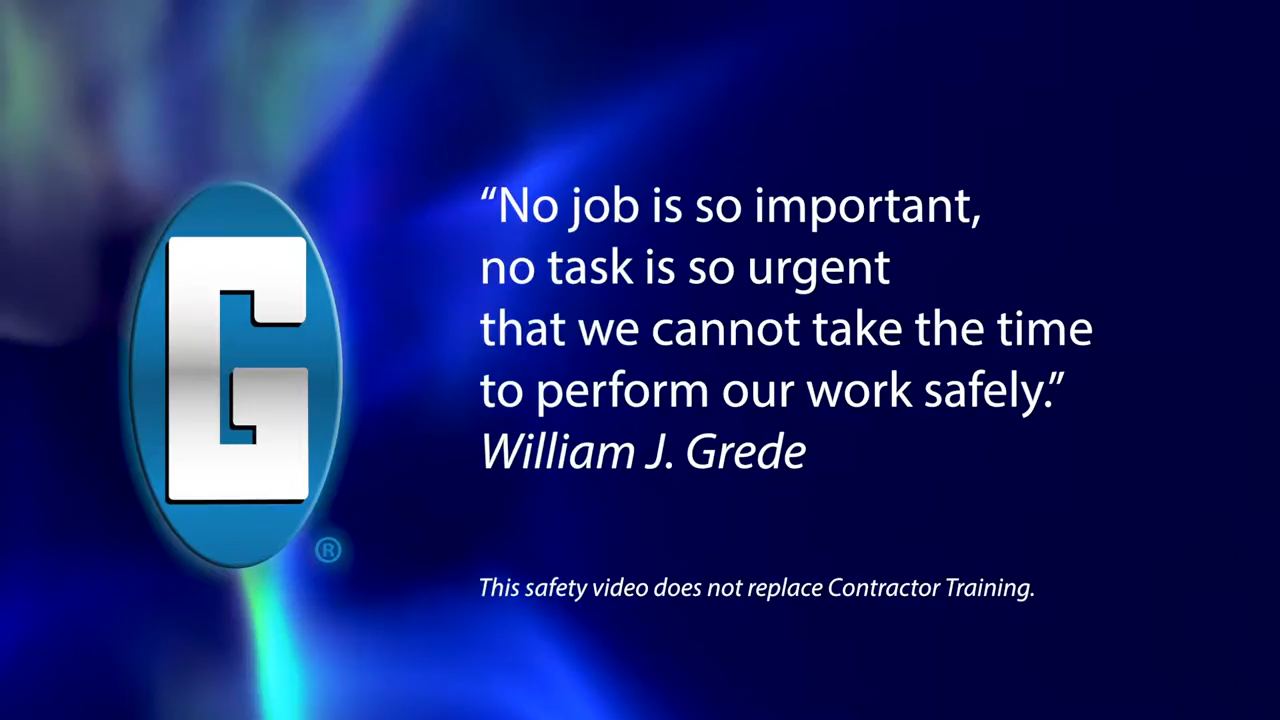 G
®
“No job is so important,
no task is so urgent
that we cannot take the time
to perform our work safely.”
William J. Grede
This safety video does not replace Contractor Training.